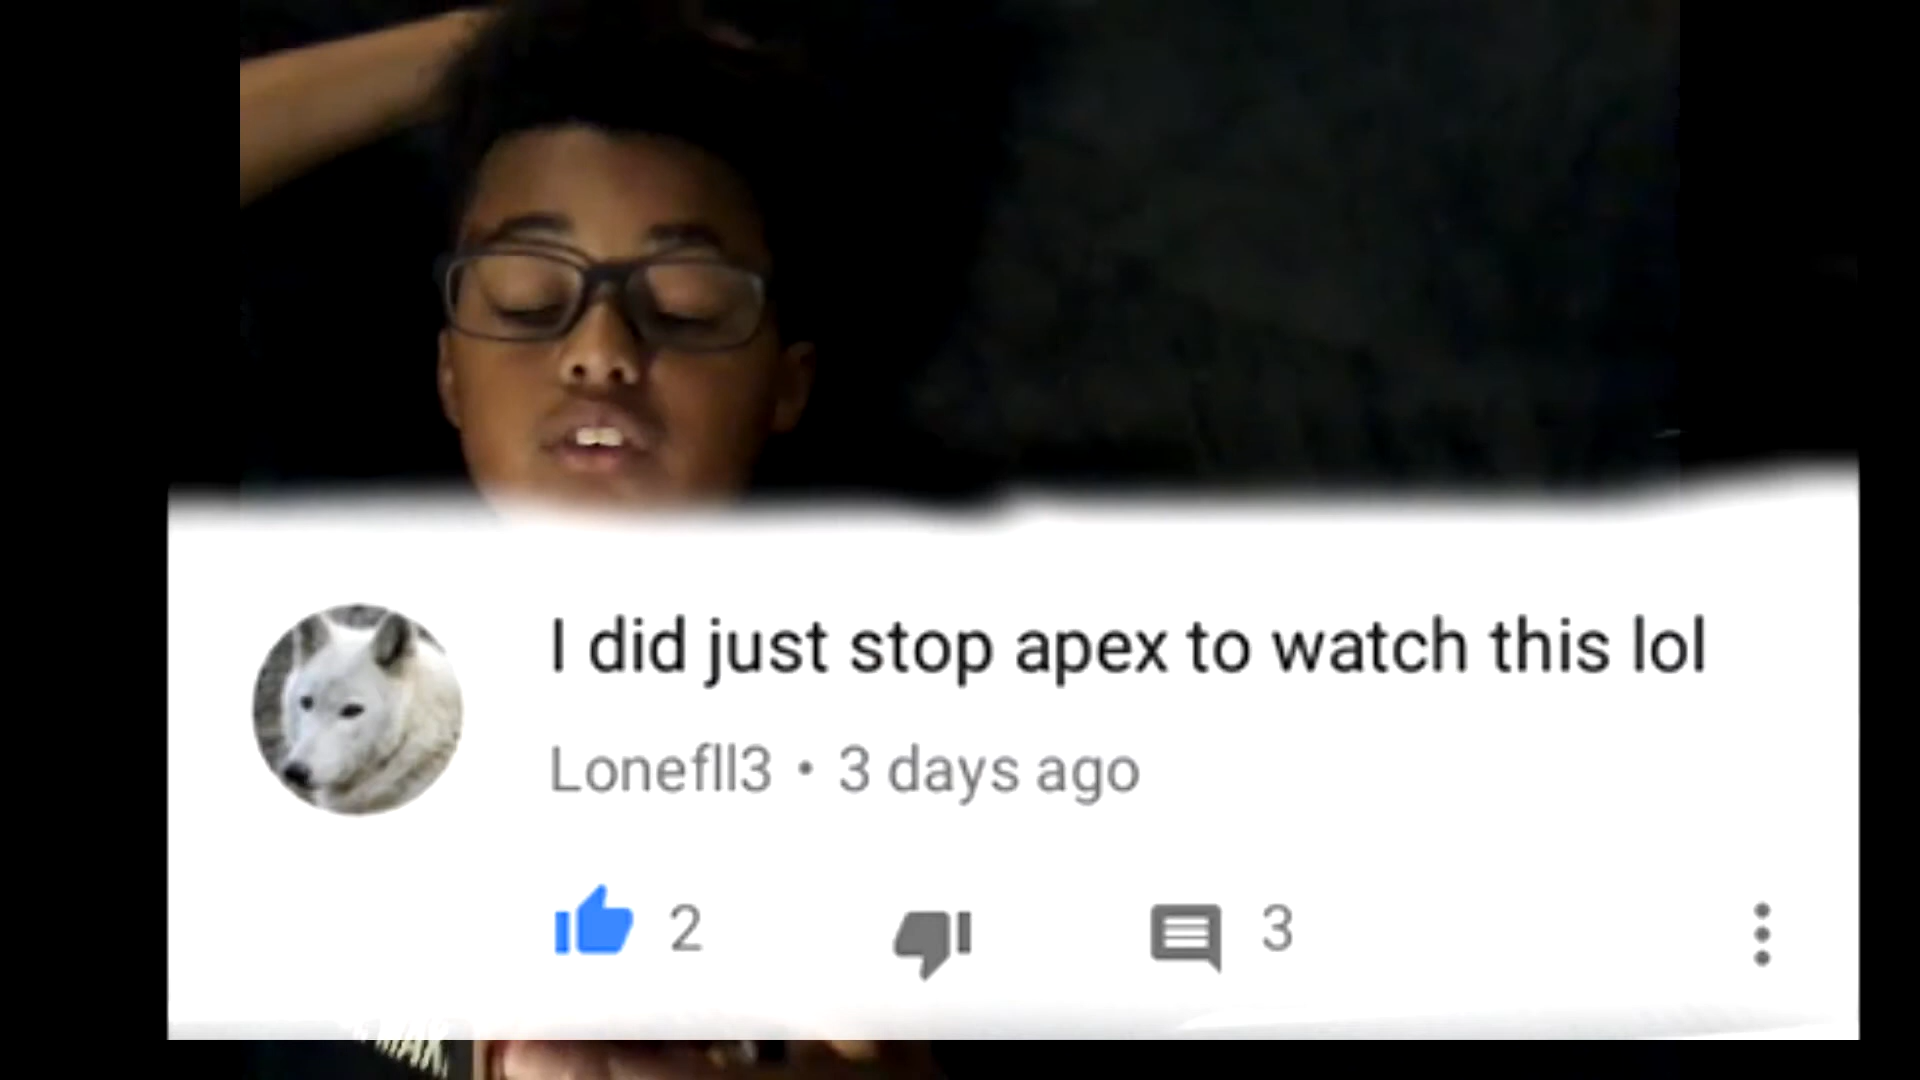 I did just stop apex to watch this lol
Lonefll3 • 3 days ago
2 3